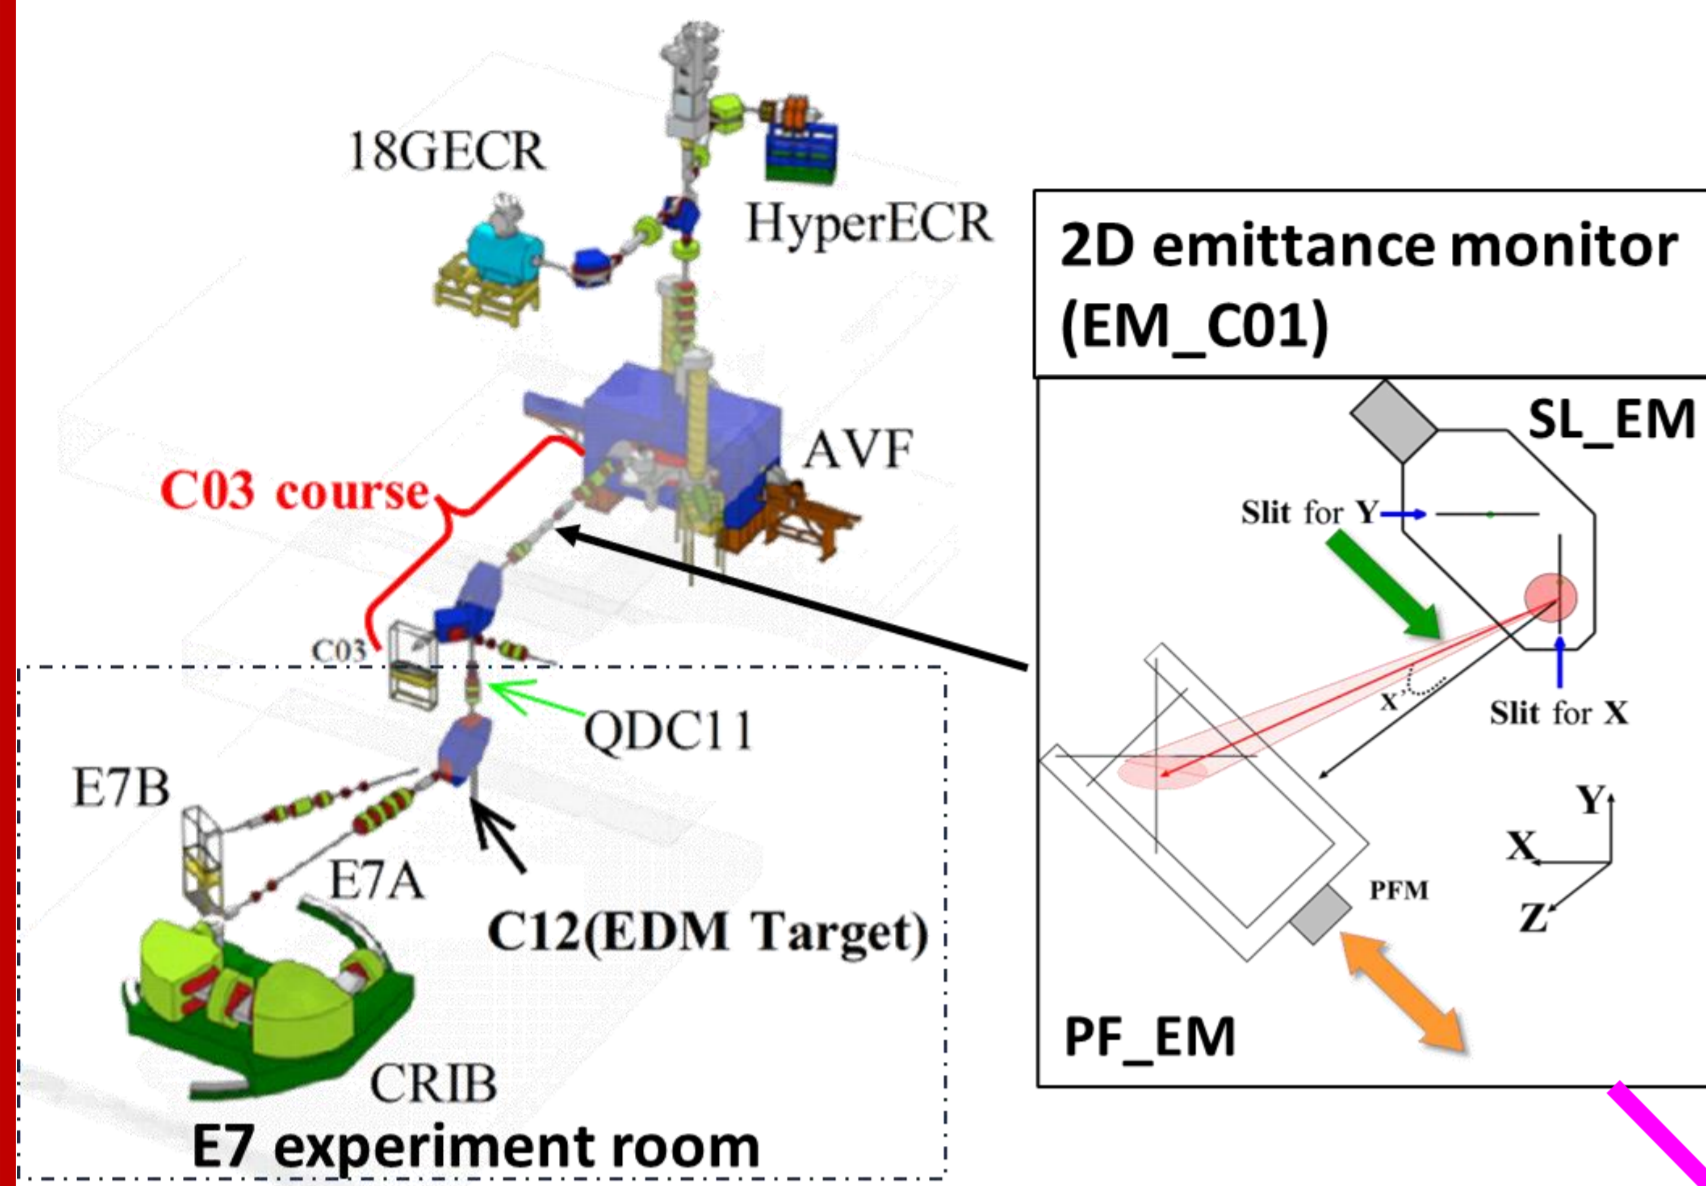 18GECR
HyperECR
AVF
C03 course
C03
QDC11
E7B
E7A
C12(EDM Target)
CRIB
E7 experiment room
2D emittance monitor
(EM_C01)
SL_EM
Slit for Y
X'
Slit for X
Y
X
Z
PFM
PF_EM